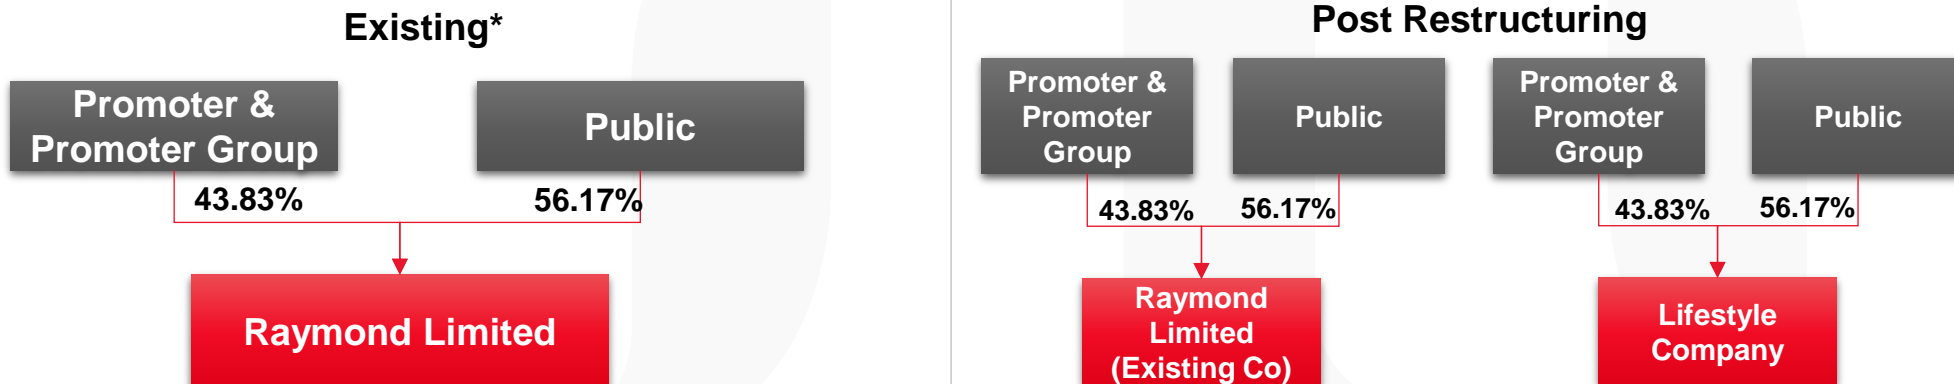 Existing*
Promoter &
Promoter Group
Public
43.83%
56.17%
Raymond Limited
Post Restructuring
Promoter &
Promoter
Group
Public
43.83%
56.17%
Raymond
Limited
(Existing Co)
Promoter &
Promoter
Group
Public
43.83%
56.17%
Lifestyle
Company